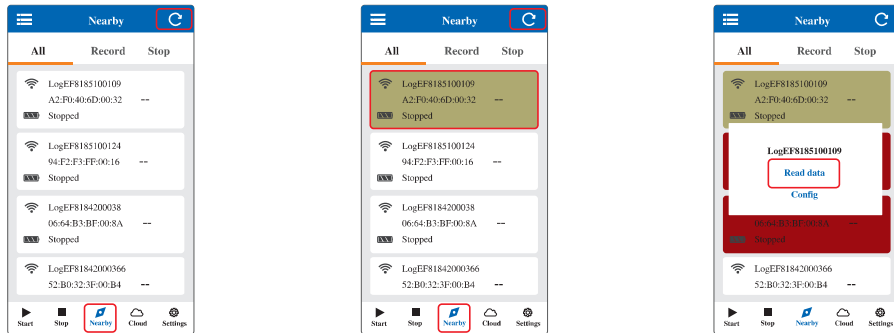 Nearby
All Record Stop
LogEF8185100109
A2:F0:40:6D:00:32 --
Stopped
LogEF8185100124
94:F2:F3:FF:00:16 --
Stopped
LogEF8184200038
06:64:B3:BF:00:8A --
Stopped
LogEF81842000366
52:B0:32:3F:00:B4 --
Start Stop Nearby Cloud Settings
Nearby
All Record Stop
LogEF8185100109
A2:F0:40:6D:00:32 --
Stopped
LogEF8185100124
94:F2:F3:FF:00:16 --
Stopped
LogEF8184200038
06:64:B3:BF:00:8A --
Stopped
LogEF81842000366
52:B0:32:3F:00:B4 --
Start Stop Nearby Cloud Settings
Nearby
All Record Stop
LogEF8185100109
A2:F0:40:6D:00:32 --
Stopped
LogEF8185100109
Read data
Config
06:64:B3:BF:00:8A --
Stopped
LogEF81842000366
52:B0:32:3F:00:B4 --
Start Stop Nearby Cloud Settings